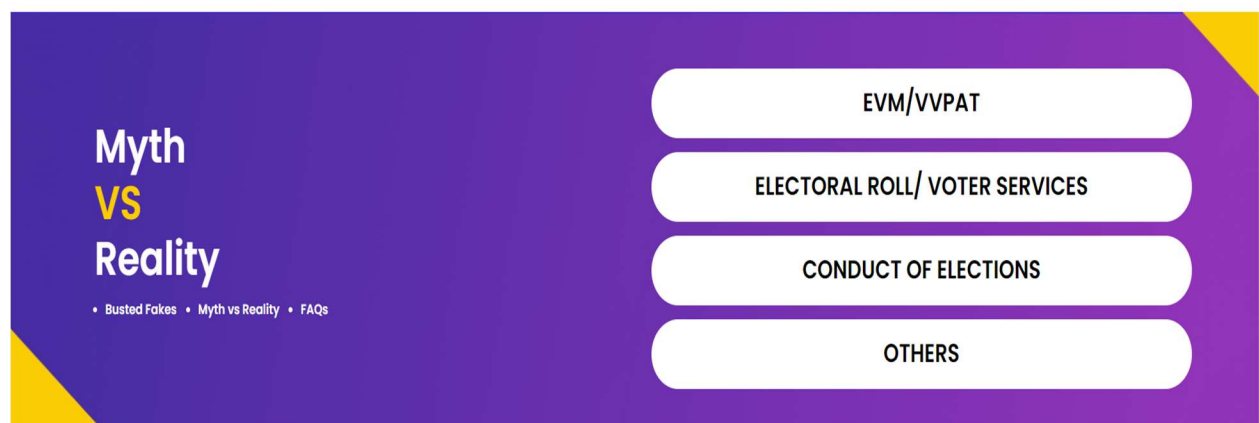 Myth
VS
Reality
• Busted Fakes • Myth vs Reality • FAQs
EVM/VVPAT
ELECTORAL ROLL/ VOTER SERVICES
CONDUCT OF ELECTIONS
OTHERS